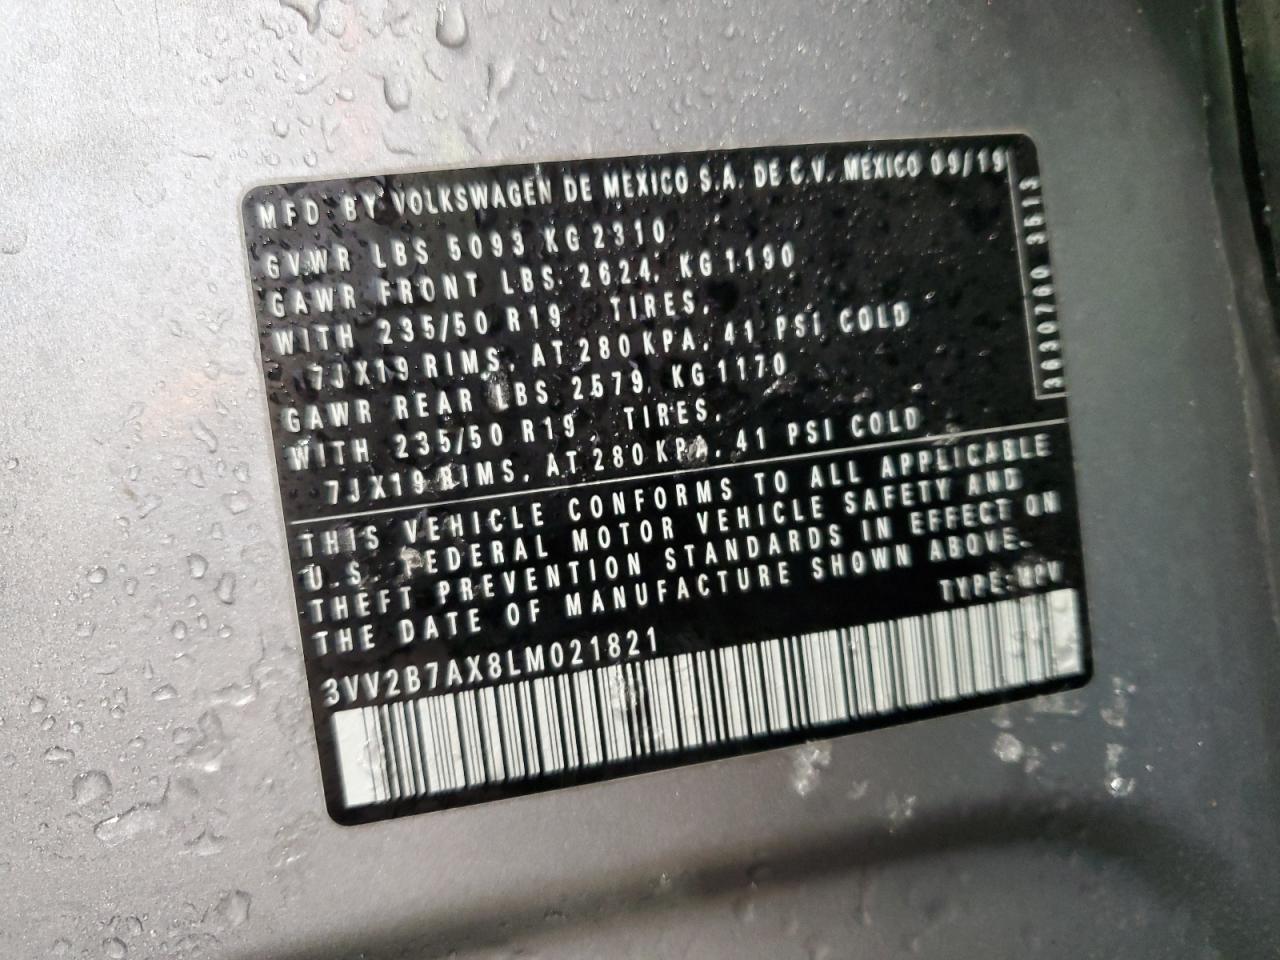 MFD BY VOLKSWAGEN DE MEXICO S.A. DE C.V. MEXICO 09/19
GVWR LBS 5093 KG 2310
GAWR FRONT LBS. 2624, KG 1190
WITH 235/50 R19 TIRES,
7JX19 RIMS, AT 280 KPA, 41 PSI COLD
GAWR REAR LBS 2579, KG 1170
WITH 235/50 R19 TIRES,
7JX19 RIMS, AT 280 KPA, 41 PSI COLD
THIS VEHICLE CONFORMS TO ALL APPLICABLE
U.S. FEDERAL MOTOR VEHICLE SAFETY AND
THEFT PREVENTION STANDARDS IN EFFECT ON
THE DATE OF MANUFACTURE SHOWN ABOVE.
TYPE: MPV
3VV2B7AX8LM021821